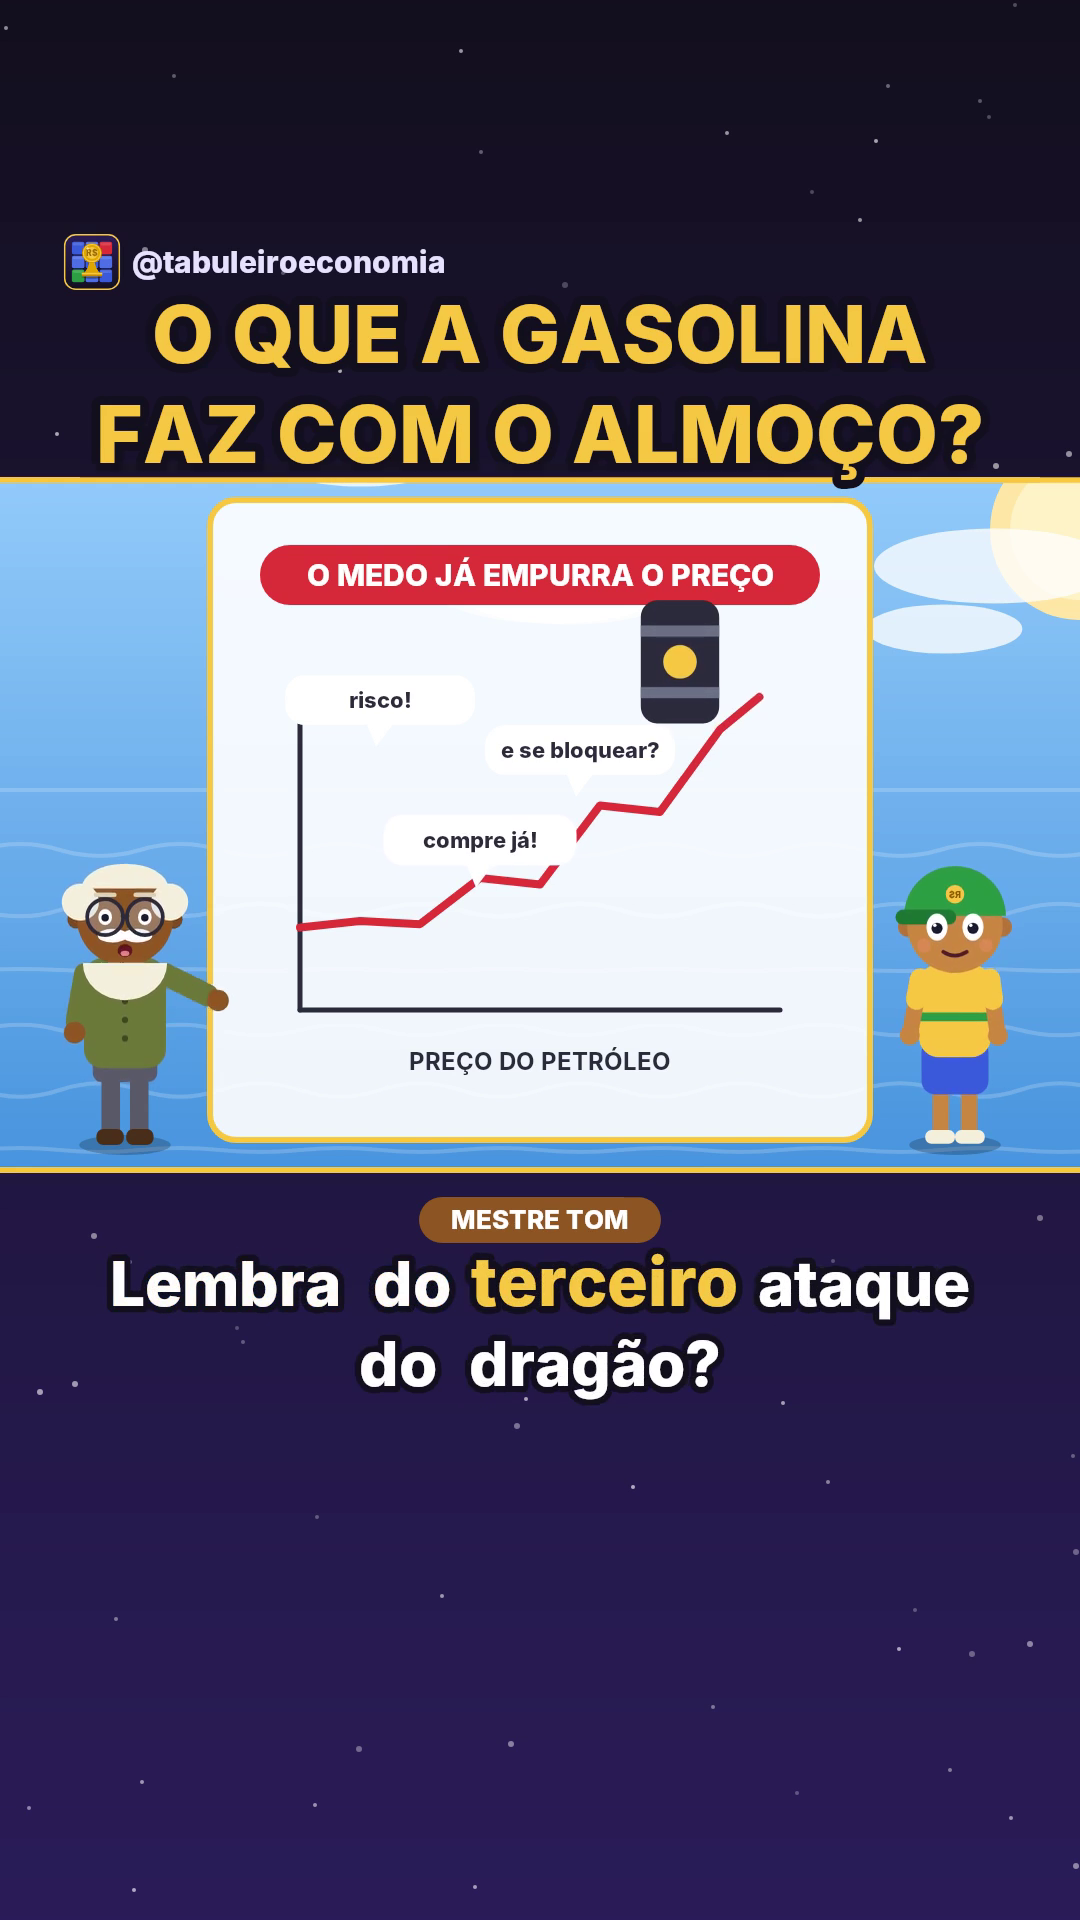 @tabuleiroeconomia
O QUE A GASOLINA
FAZ COM O ALMOÇO?
O MEDO JÁ EMPURRA O PREÇO
risco!
e se bloquear?
compre já!
PREÇO DO PETRÓLEO
MESTRE TOM
Lembra do terceiro ataque
do dragão?